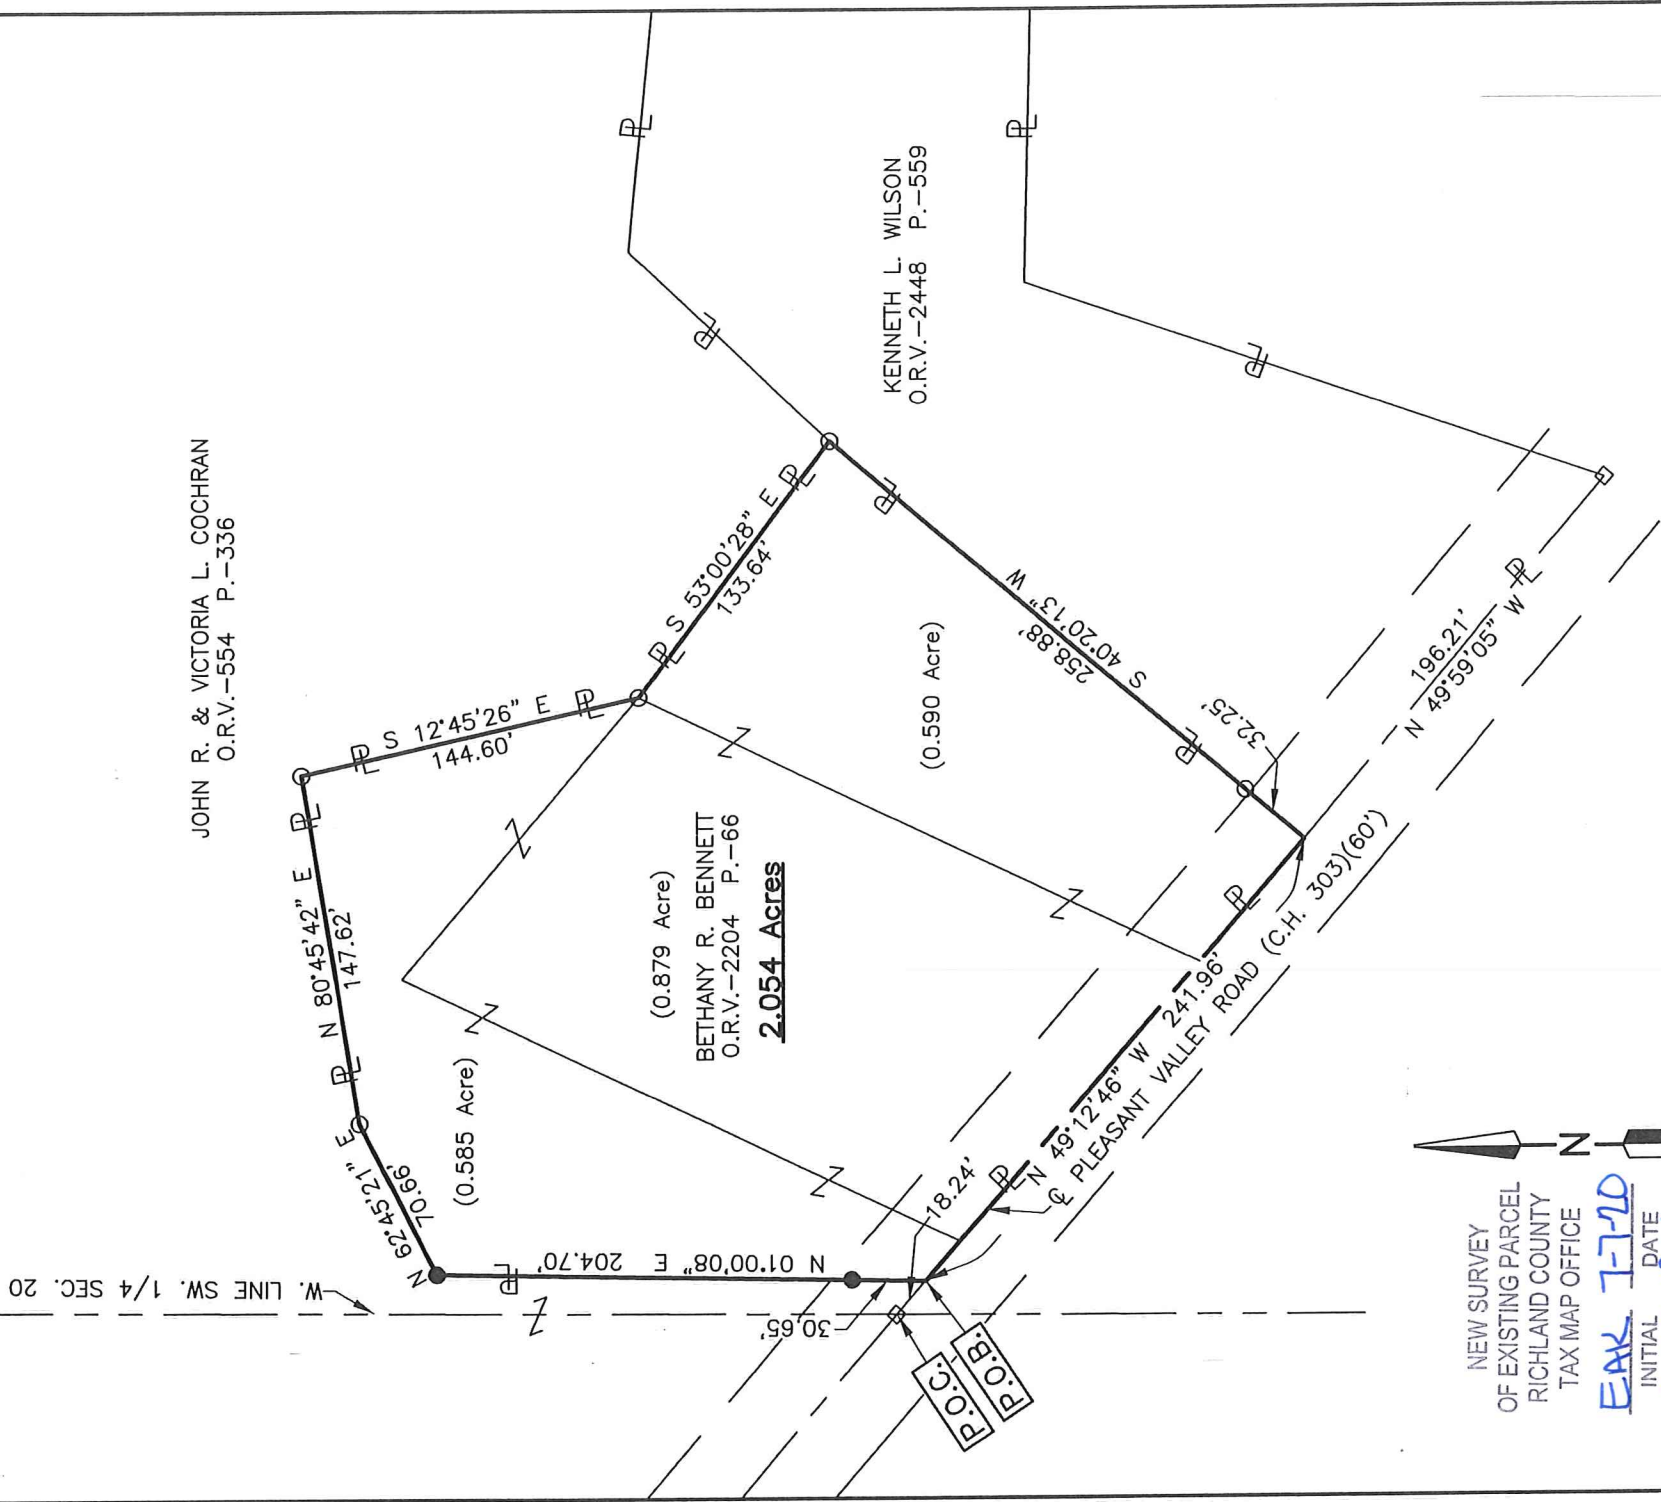 JOHN R. & VICTORIA L. COCHRAN
O.R.V.-554 P.-336
KENNETH L. WILSON
O.R.V.-2448 P.-559
W. LINE SW. 1/4 SEC. 20
N 62°45'21" E
70.66'
N 80°45'42" E
147.62'
S 12°45'26" E
144.60'
S 53°00'28" E
133.64'
S 40°20'13" W
258.88'
32.25'
N 01°00'08" E 204.70'
30.65'
18.24'
(0.585 Acre)
(0.879 Acre)
BETHANY R. BENNETT
O.R.V.-2204 P.-66
2.054 Acres
(0.590 Acre)
N 49°12'46" W 241.96'
PLEASANT VALLEY ROAD (C.H. 303)(60')
196.21'
N 49°59'05" W
P.O.C.
P.O.B.
N
NEW SURVEY
OF EXISTING PARCEL
RICHLAND COUNTY
TAX MAP OFFICE
EAK 7-7-20
INITIAL DATE